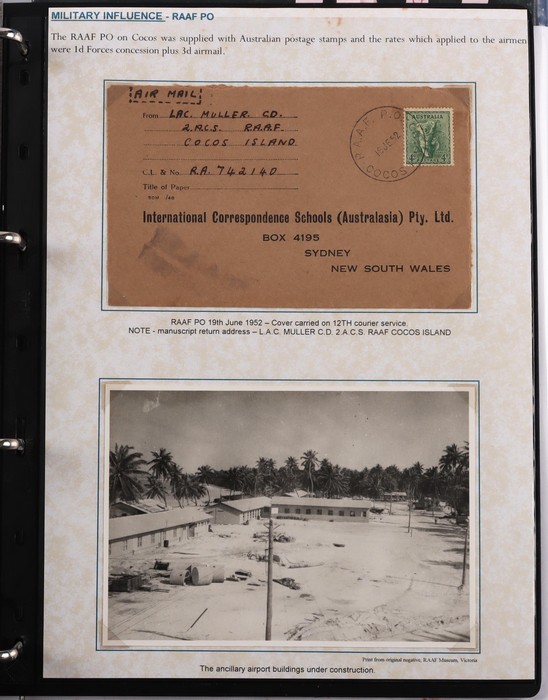 MILITARY INFLUENCE - RAAF PO
The RAAF PO on Cocos was supplied with Australian postage stamps and the rates which applied to the airmen
were 1d Forces concession plus 3d airmail.
AIR MAIL
From LAC. MULLER. C.D.
2.A.C.S. R.A.A.F.
COCOS ISLAND.
C.L. & No. R.A. 742140
Title of Paper
International Correspondence Schools (Australasia) Pty. Ltd.
BOX 4195
SYDNEY
NEW SOUTH WALES
R.A.A.F. P.O.
COCOS
AUSTRALIA
RAAF PO 19th June 1952 – Cover carried on 12TH courier service.
NOTE - manuscript return address – L.A.C. MULLER C.D. 2.A.C.S. RAAF COCOS ISLAND
Print from original negative, RAAF Museum, Victoria
The ancillary airport buildings under construction.